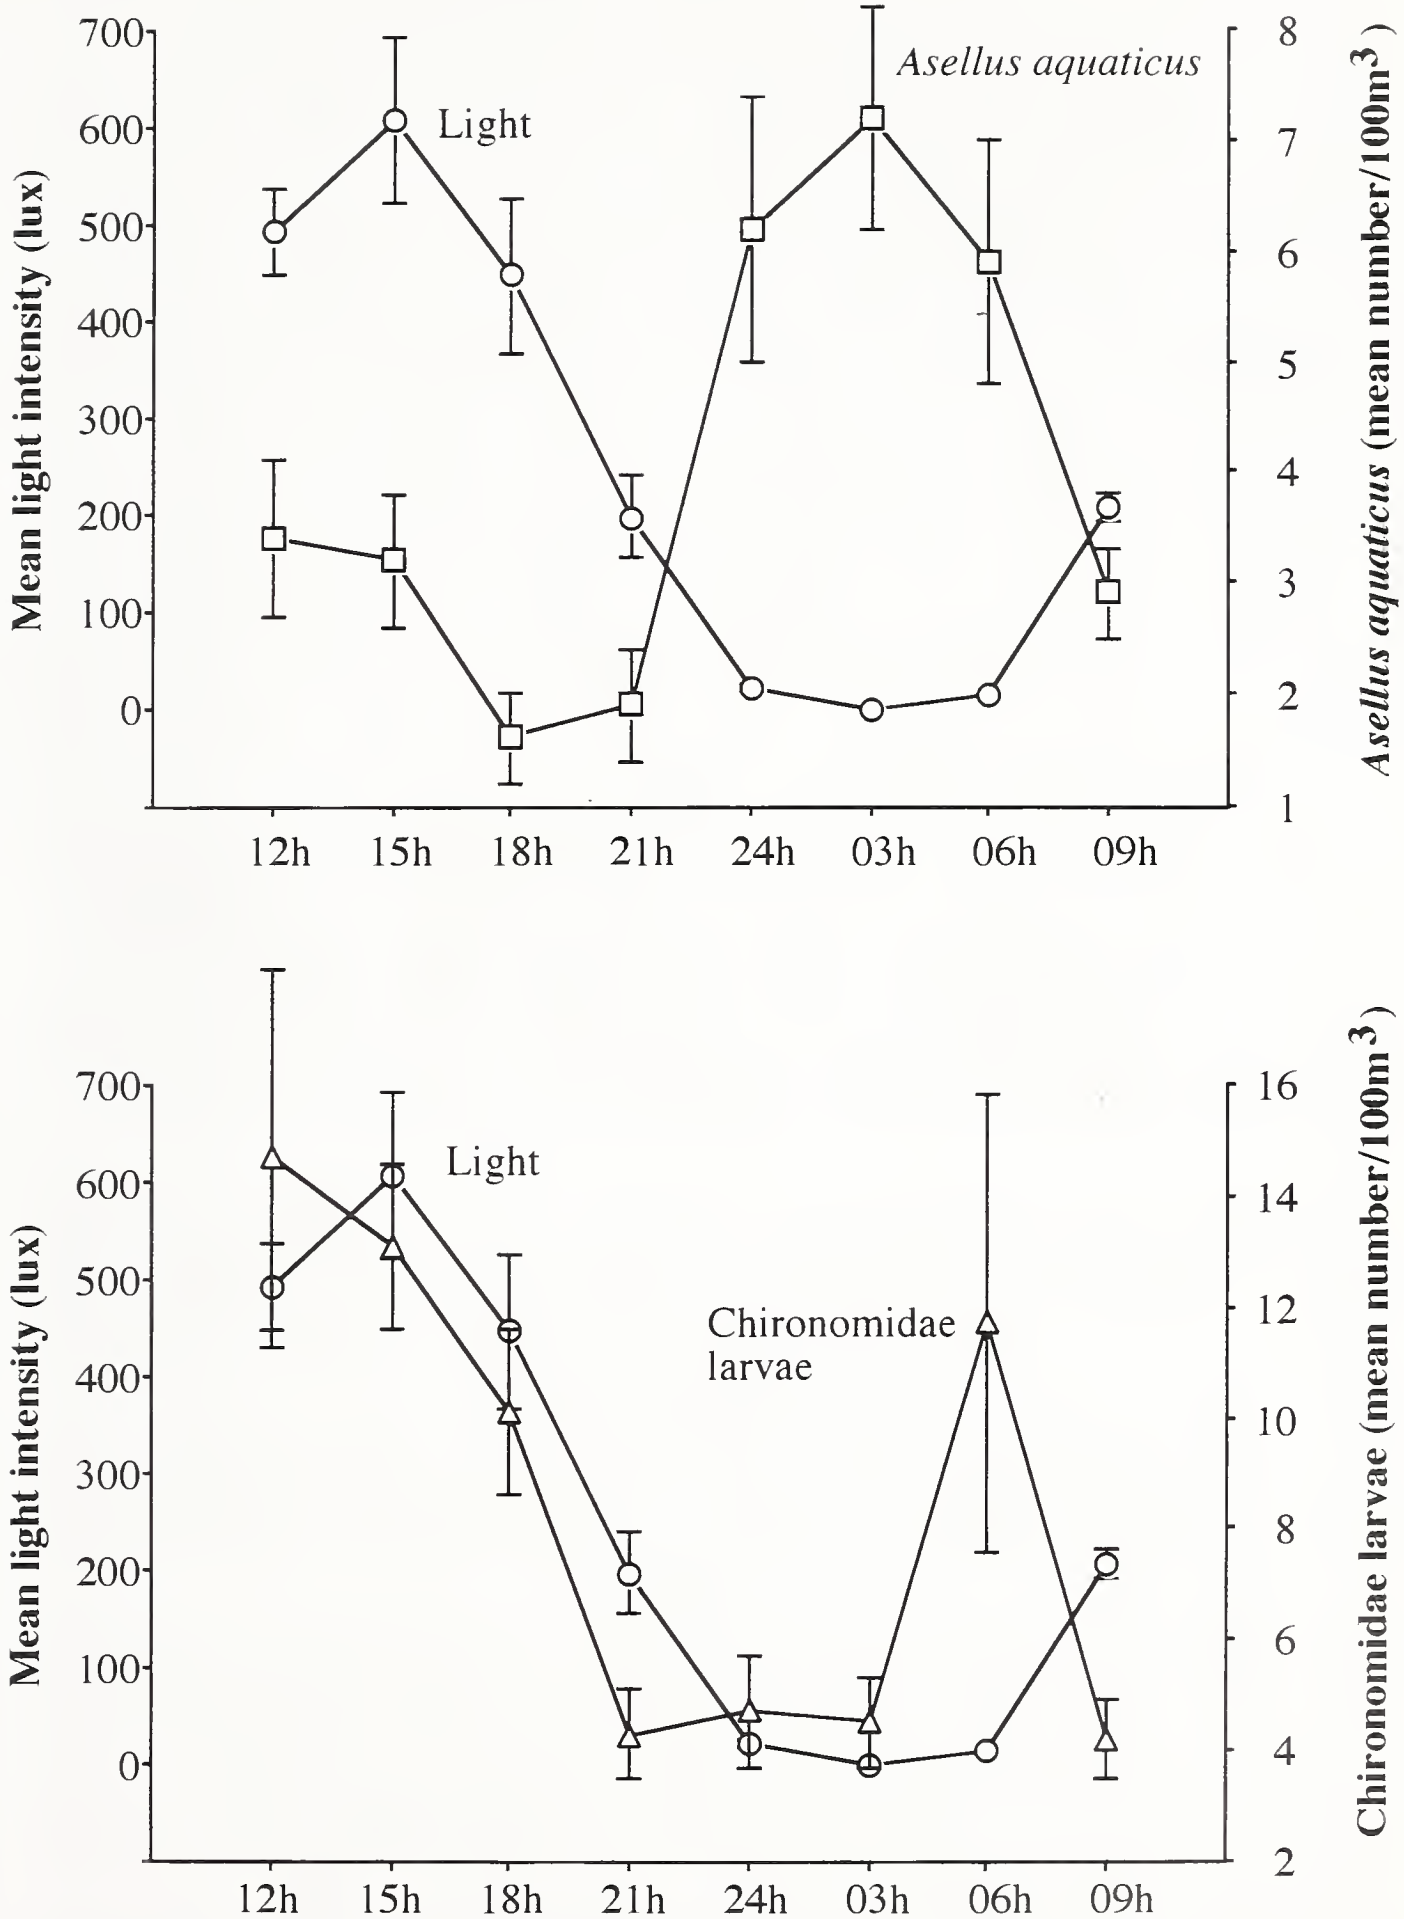 Mean light intensity (lux)
700
600
500
400
300
200
100
0
Light
Asellus aquaticus
8
7
6
5
4
3
2
1
Asellus aquaticus (mean number/100m³)
12h 15h 18h 21h 24h 03h 06h 09h
Mean light intensity (lux)
700
600
500
400
300
200
100
0
Light
Chironomidae
larvae
16
14
12
10
8
6
4
2
Chironomidae larvae (mean number/100m³)
12h 15h 18h 21h 24h 03h 06h 09h